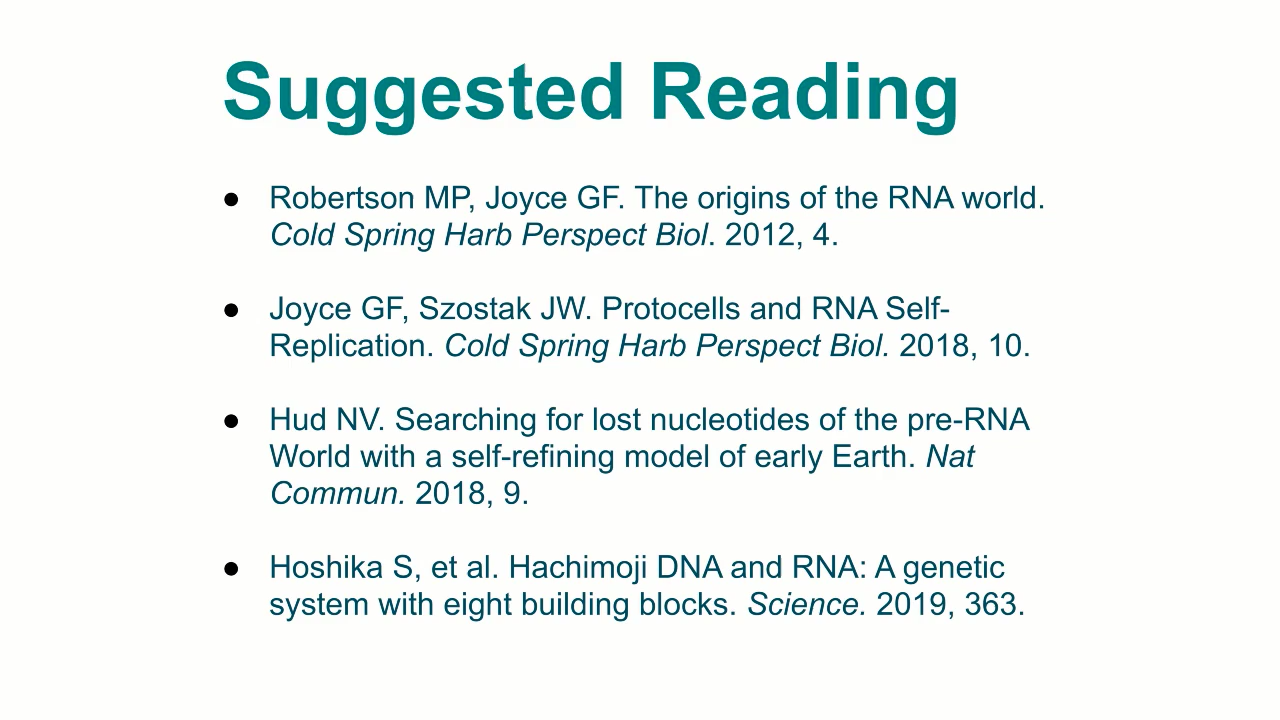 Suggested Reading
● Robertson MP, Joyce GF. The origins of the RNA world.
Cold Spring Harb Perspect Biol. 2012, 4.
● Joyce GF, Szostak JW. Protocells and RNA Self-
Replication. Cold Spring Harb Perspect Biol. 2018, 10.
● Hud NV. Searching for lost nucleotides of the pre-RNA
World with a self-refining model of early Earth. Nat
Commun. 2018, 9.
● Hoshika S, et al. Hachimoji DNA and RNA: A genetic
system with eight building blocks. Science. 2019, 363.